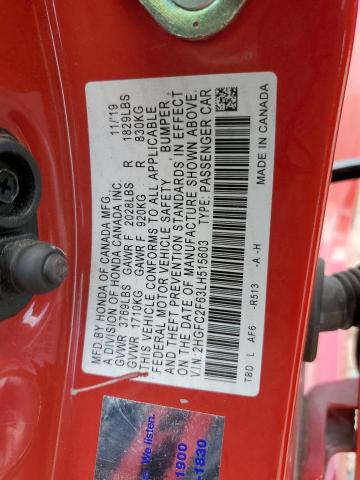 MFD.BY HONDA OF CANADA MFG. 11/19
A DIVISION OF HONDA CANADA INC.
GVWR 3769LBS GAWR F 2028LBS R 1829LBS
GVWR 1710KG GAWR F 920KG R 830KG
THIS VEHICLE CONFORMS TO ALL APPLICABLE
FEDERAL MOTOR VEHICLE SAFETY, BUMPER,
AND THEFT PREVENTION STANDARDS IN EFFECT
ON THE DATE OF MANUFACTURE SHOWN ABOVE.
V.I.N. 2HGFC2F63LH515603 TYPE: PASSENGER CAR
TBD L AF6 -R513 -A -H MADE IN CANADA
. We listen.
1900
-1830